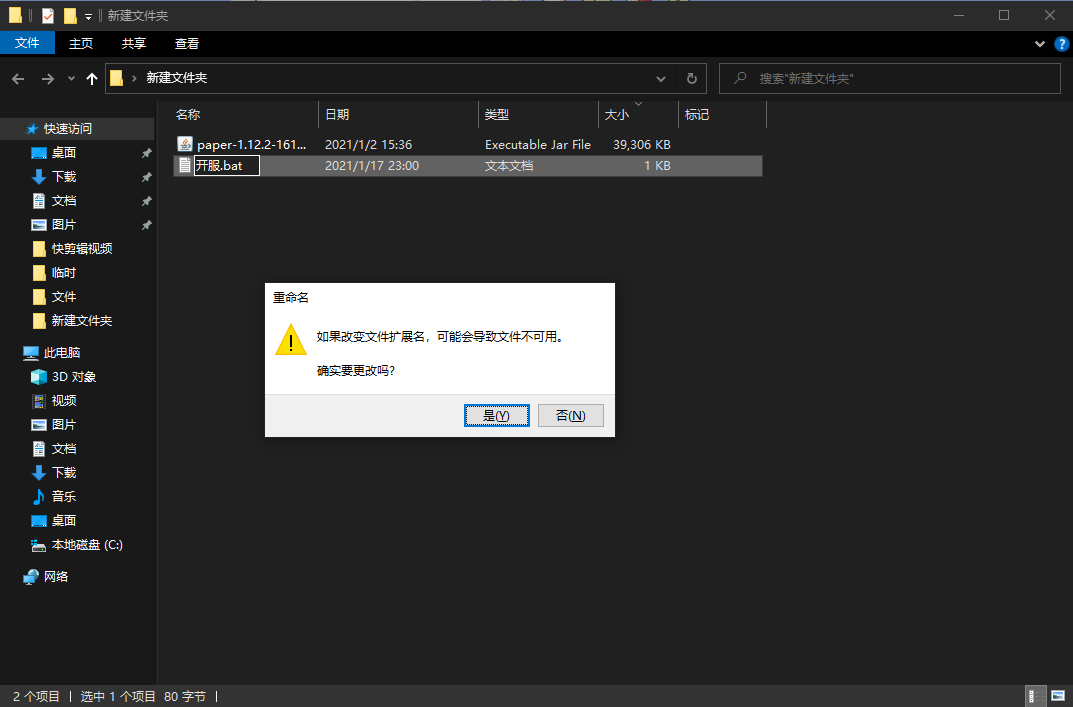 新建文件夹
文件 主页 共享 查看
新建文件夹 搜索"新建文件夹"
名称 日期 类型 大小 标记
paper-1.12.2-161... 2021/1/2 15:36 Executable Jar File 39,306 KB
开服.bat 2021/1/17 23:00 文本文档 1 KB
快速访问
桌面
下载
文档
图片
快剪辑视频
临时
文件
新建文件夹
此电脑
3D 对象
视频
图片
文档
下载
音乐
桌面
本地磁盘 (C:)
网络
重命名
如果改变文件扩展名，可能会导致文件不可用。
确实要更改吗?
是(Y) 否(N)
2 个项目 选中 1 个项目 80 字节